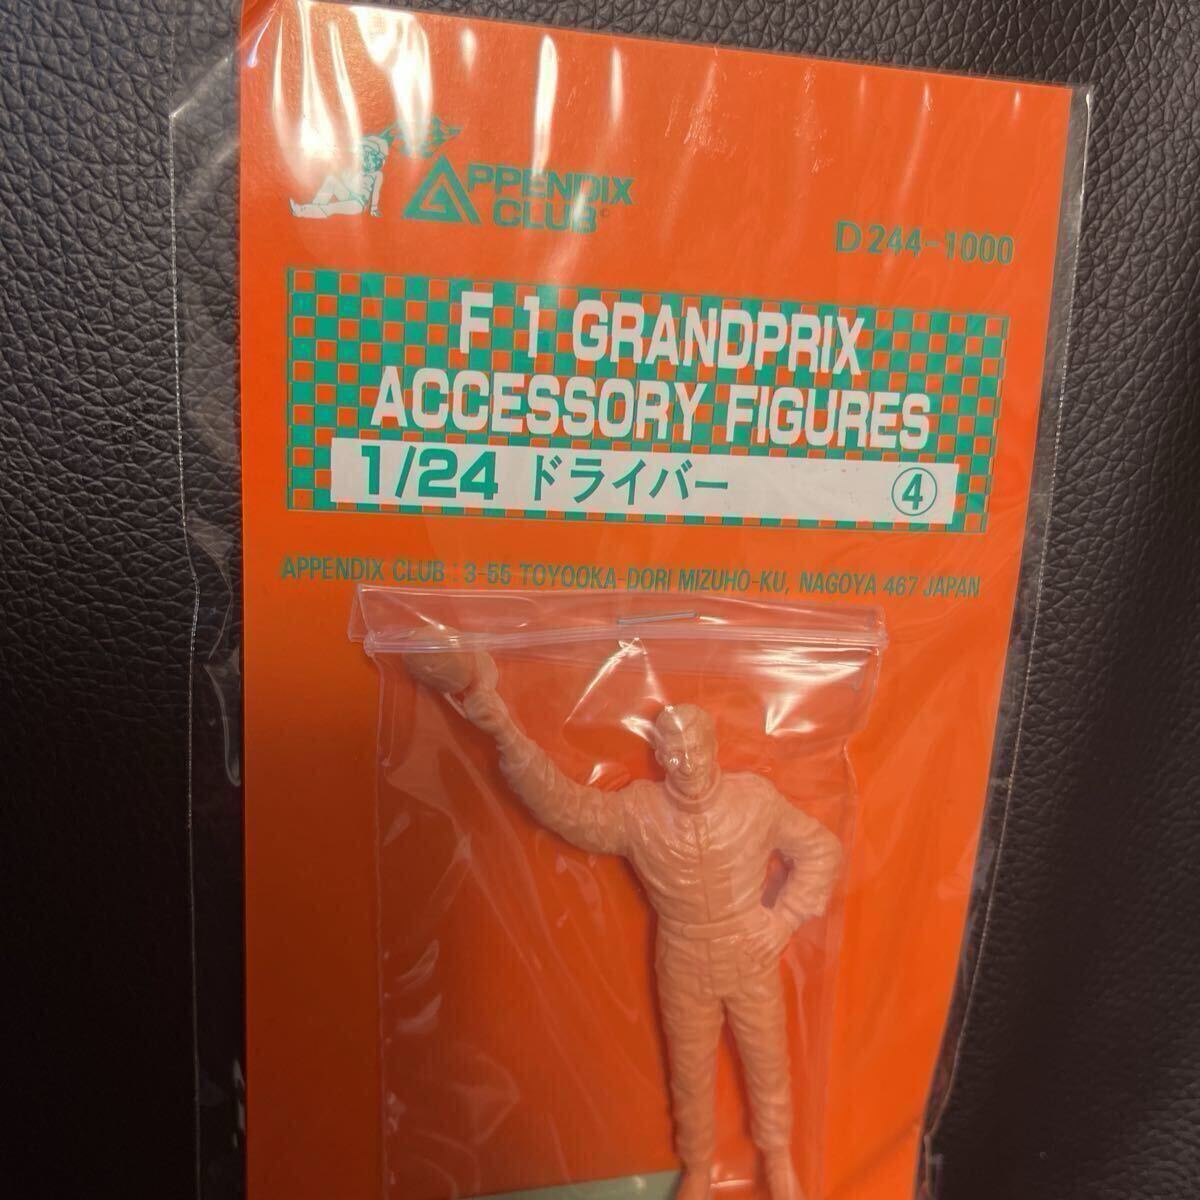 APPENDIX
CLUB©
D244-1000
F 1 GRANDPRIX
ACCESSORY FIGURES
1/24 ドライバー ④
APPENDIX CLUB : 3-55 TOYOOKA-DORI MIZUHO-KU, NAGOYA 467 JAPAN